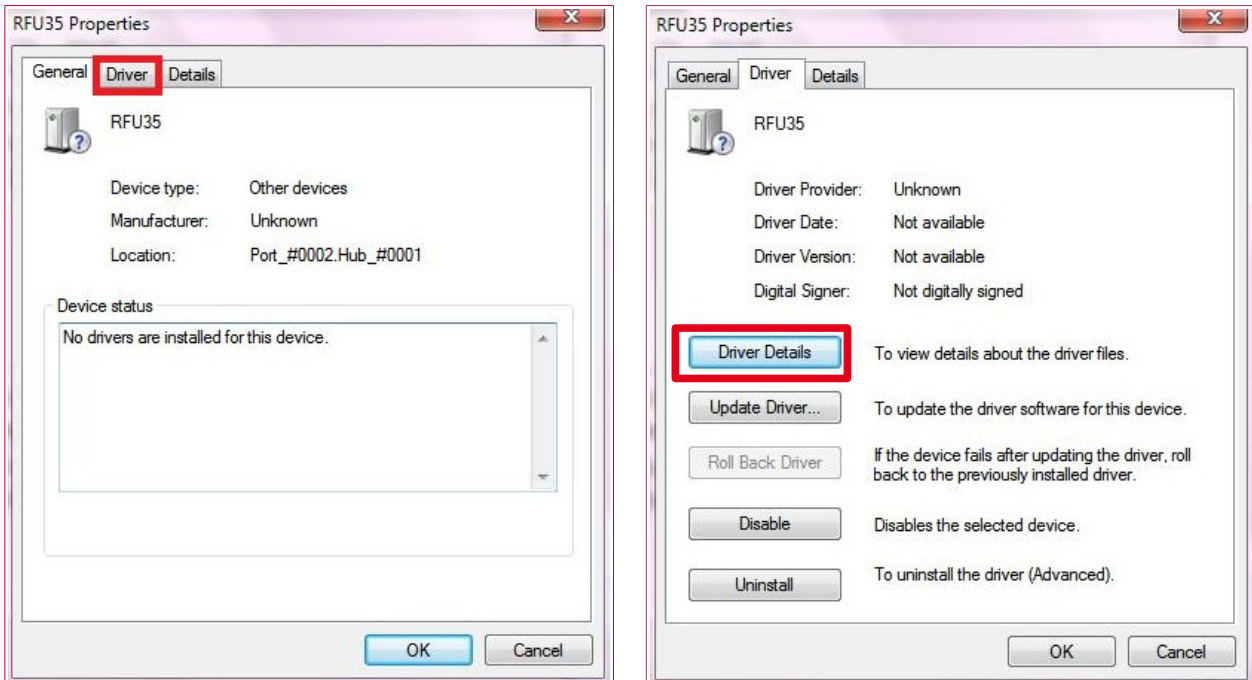 RFU35 Properties
General Driver Details
RFU35
Device type: Other devices
Manufacturer: Unknown
Location: Port_#0002.Hub_#0001
Device status
No drivers are installed for this device.
OK Cancel
RFU35 Properties
General Driver Details
RFU35
Driver Provider: Unknown
Driver Date: Not available
Driver Version: Not available
Digital Signer: Not digitally signed
Driver Details To view details about the driver files.
Update Driver... To update the driver software for this device.
Roll Back Driver If the device fails after updating the driver, roll
back to the previously installed driver.
Disable Disables the selected device.
Uninstall To uninstall the driver (Advanced).
OK Cancel